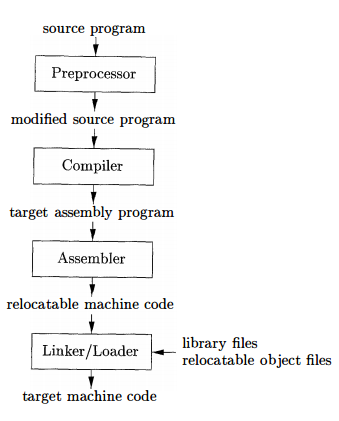 source program
Preprocessor
modified source program
Compiler
target assembly program
Assembler
relocatable machine code
Linker/Loader
library files
relocatable object files
target machine code